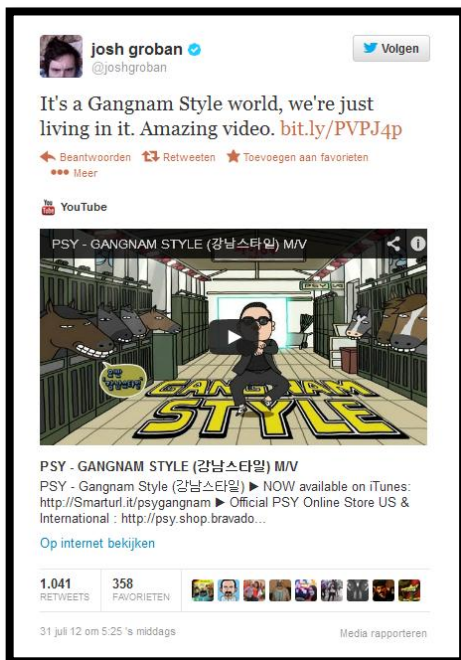 josh groban
Volgen
@joshgroban
It's a Gangnam Style world, we're just
living in it. Amazing video. bit.ly/PVPJ4p
Beantwoorden Retweeten Toevoegen aan favorieten
Meer
You Tube YouTube
PSY - GANGNAM STYLE (강남스타일) M/V
GANGNAM
STYLE
PSY - GANGNAM STYLE (강남스타일) M/V
PSY - Gangnam Style (강남스타일) ► NOW available on iTunes:
http://Smarturl.it/psygangnam ► Official PSY Online Store US &
International : http://psy.shop.bravado...
Op internet bekijken
1.041 358
RETWEETS FAVORIETEN
31 juli 12 om 5:25 's middags Media rapporteren